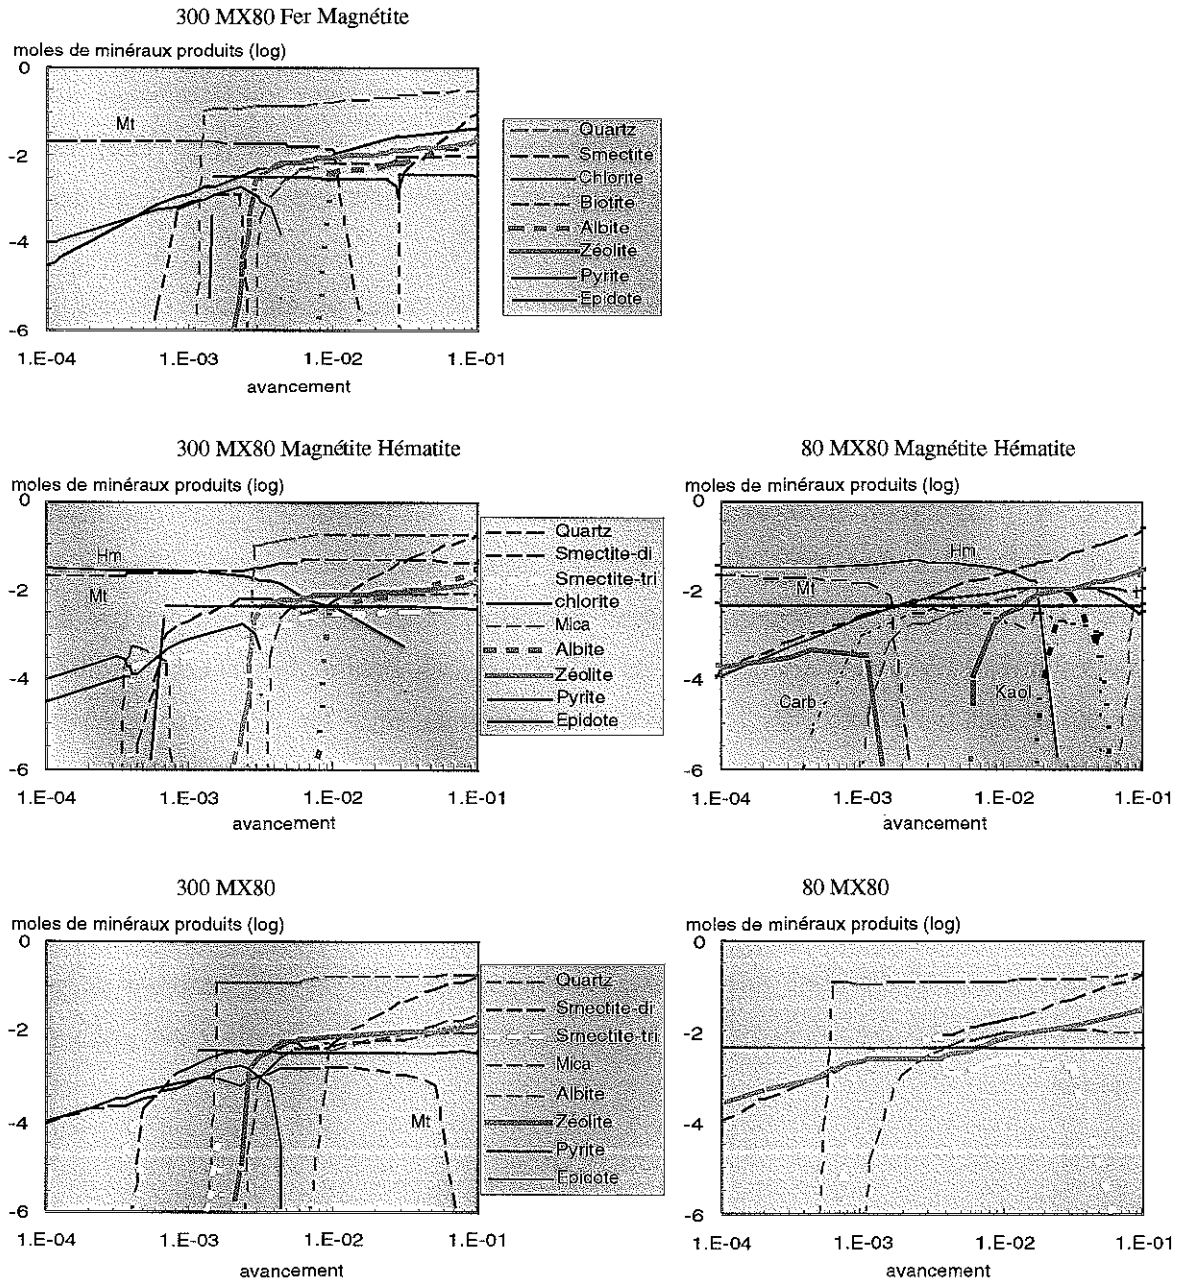 300 MX80 Fer Magnétite
moles de minéraux produits (log)
0
-2
-4
-6
Mt
1.E-04 1.E-03 1.E-02 1.E-01
avancement
Quartz
Smectite
Chlorite
Biotite
Albite
Zéolite
Pyrite
Epidote
300 MX80 Magnétite Hématite
moles de minéraux produits (log)
0
-2
-4
-6
Hm
Mt
1.E-04 1.E-03 1.E-02 1.E-01
avancement
Quartz
Smectite-di
Smectite-tri
chlorite
Mica
Albite
Zéolite
Pyrite
Epidote
80 MX80 Magnétite Hématite
moles de minéraux produits (log)
0
-2
-4
-6
Hm
Mt
Carb
Kaol
1.E-04 1.E-03 1.E-02 1.E-01
avancement
300 MX80
moles de minéraux produits (log)
0
-2
-4
-6
Mt
1.E-04 1.E-03 1.E-02 1.E-01
avancement
Quartz
Smectite-di
Smectite-tri
Mica
Albite
Zéolite
Pyrite
Epidote
80 MX80
moles de minéraux produits (log)
0
-2
-4
-6
1.E-04 1.E-03 1.E-02 1.E-01
avancement